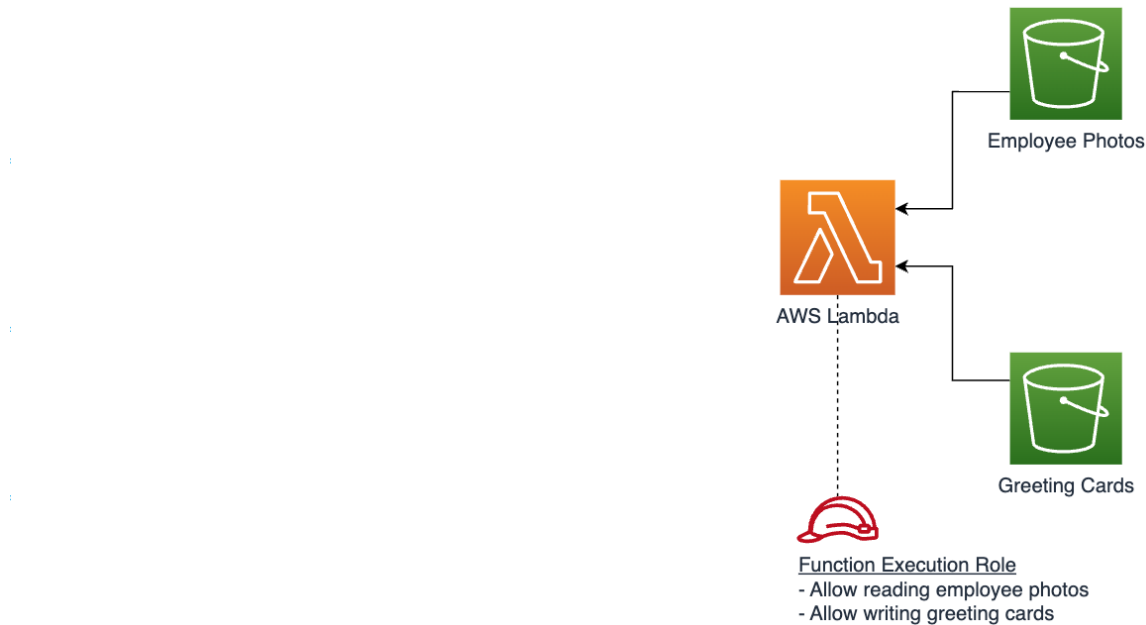 Employee Photos
AWS Lambda
Greeting Cards
Function Execution Role
- Allow reading employee photos
- Allow writing greeting cards